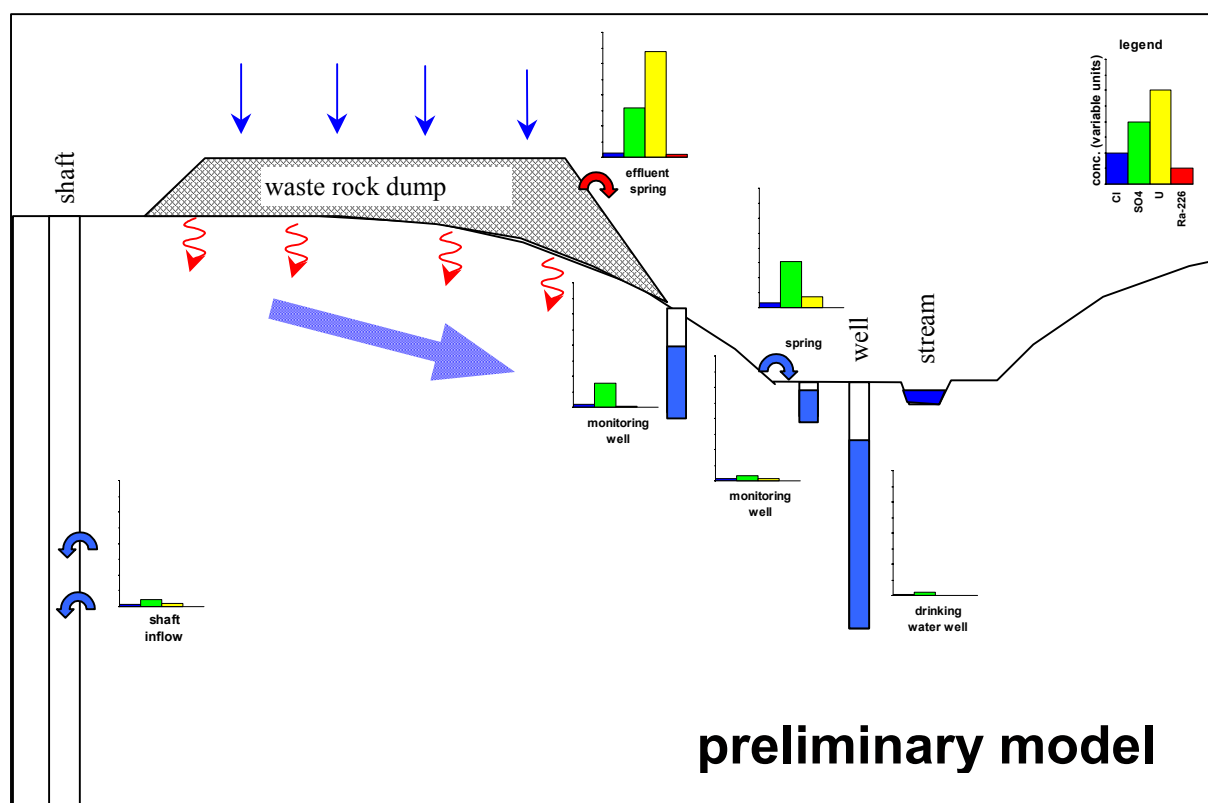 legend
conc. (variable units)
Cl
SO4
U
Ra-226
shaft
waste rock dump
effluent
spring
spring
well
stream
monitoring
well
monitoring
well
shaft
inflow
drinking
water well
preliminary model